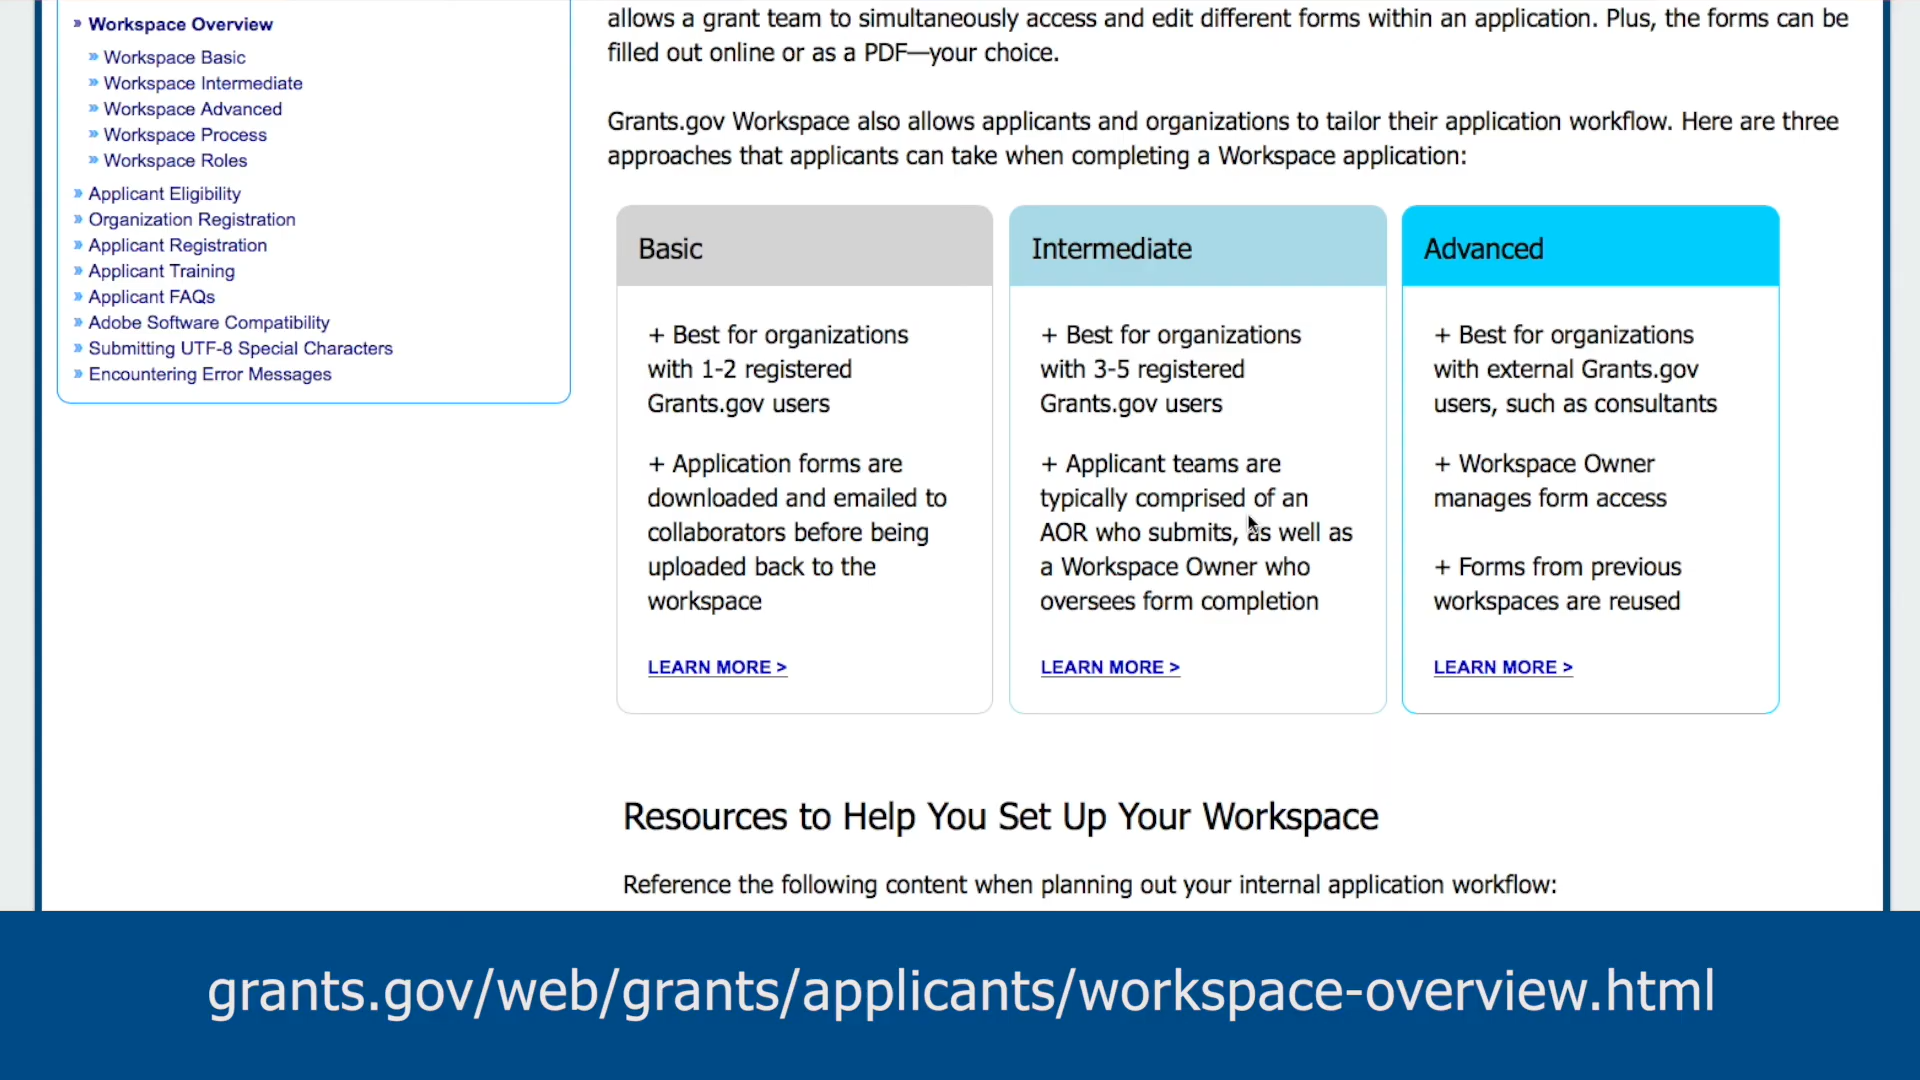 » Workspace Overview
» Workspace Basic
» Workspace Intermediate
» Workspace Advanced
» Workspace Process
» Workspace Roles
» Applicant Eligibility
» Organization Registration
» Applicant Registration
» Applicant Training
» Applicant FAQs
» Adobe Software Compatibility
» Submitting UTF-8 Special Characters
» Encountering Error Messages
allows a grant team to simultaneously access and edit different forms within an application. Plus, the forms can be
filled out online or as a PDF—your choice.
Grants.gov Workspace also allows applicants and organizations to tailor their application workflow. Here are three
approaches that applicants can take when completing a Workspace application:
Basic
+ Best for organizations
with 1-2 registered
Grants.gov users
+ Application forms are
downloaded and emailed to
collaborators before being
uploaded back to the
workspace
LEARN MORE >
Intermediate
+ Best for organizations
with 3-5 registered
Grants.gov users
+ Applicant teams are
typically comprised of an
AOR who submits, as well as
a Workspace Owner who
oversees form completion
LEARN MORE >
Advanced
+ Best for organizations
with external Grants.gov
users, such as consultants
+ Workspace Owner
manages form access
+ Forms from previous
workspaces are reused
LEARN MORE >
Resources to Help You Set Up Your Workspace
Reference the following content when planning out your internal application workflow:
grants.gov/web/grants/applicants/workspace-overview.html